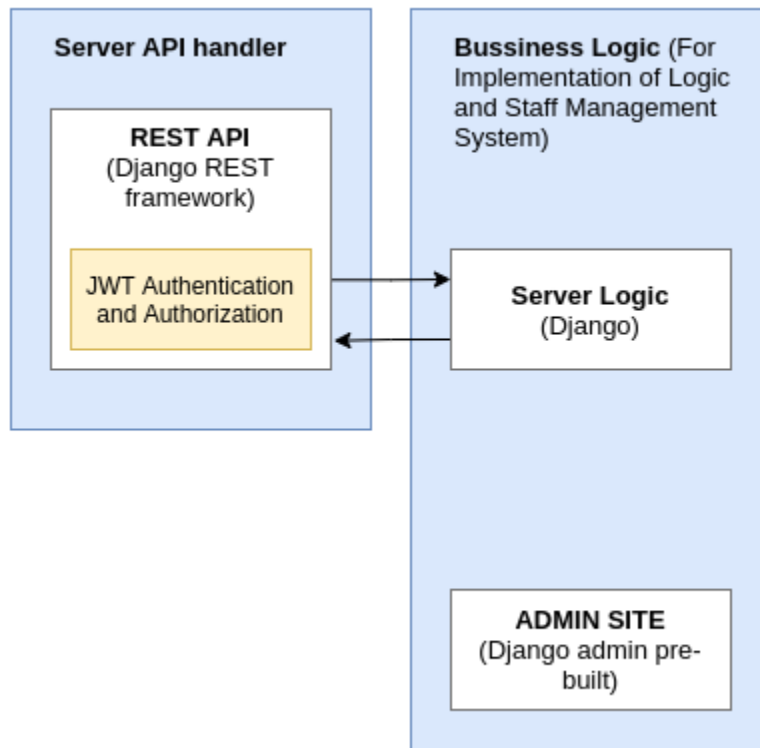 Server API handler
REST API
(Django REST
framework)
JWT Authentication
and Authorization
Bussiness Logic (For
Implementation of Logic
and Staff Management
System)
Server Logic
(Django)
ADMIN SITE
(Django admin pre-
built)